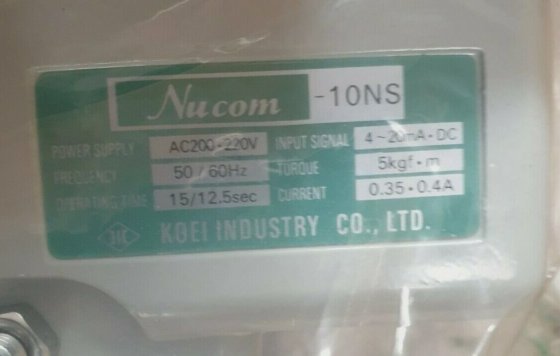 Nucom -10NS
POWER SUPPLY AC200・220V INPUT SIGNAL 4~20mA・DC
FREQUENCY 50/60Hz TURQUE 5kgf・m
OPERATING TIME 15/12.5sec CURRENT 0.35・0.4A
KOEI INDUSTRY CO., LTD.